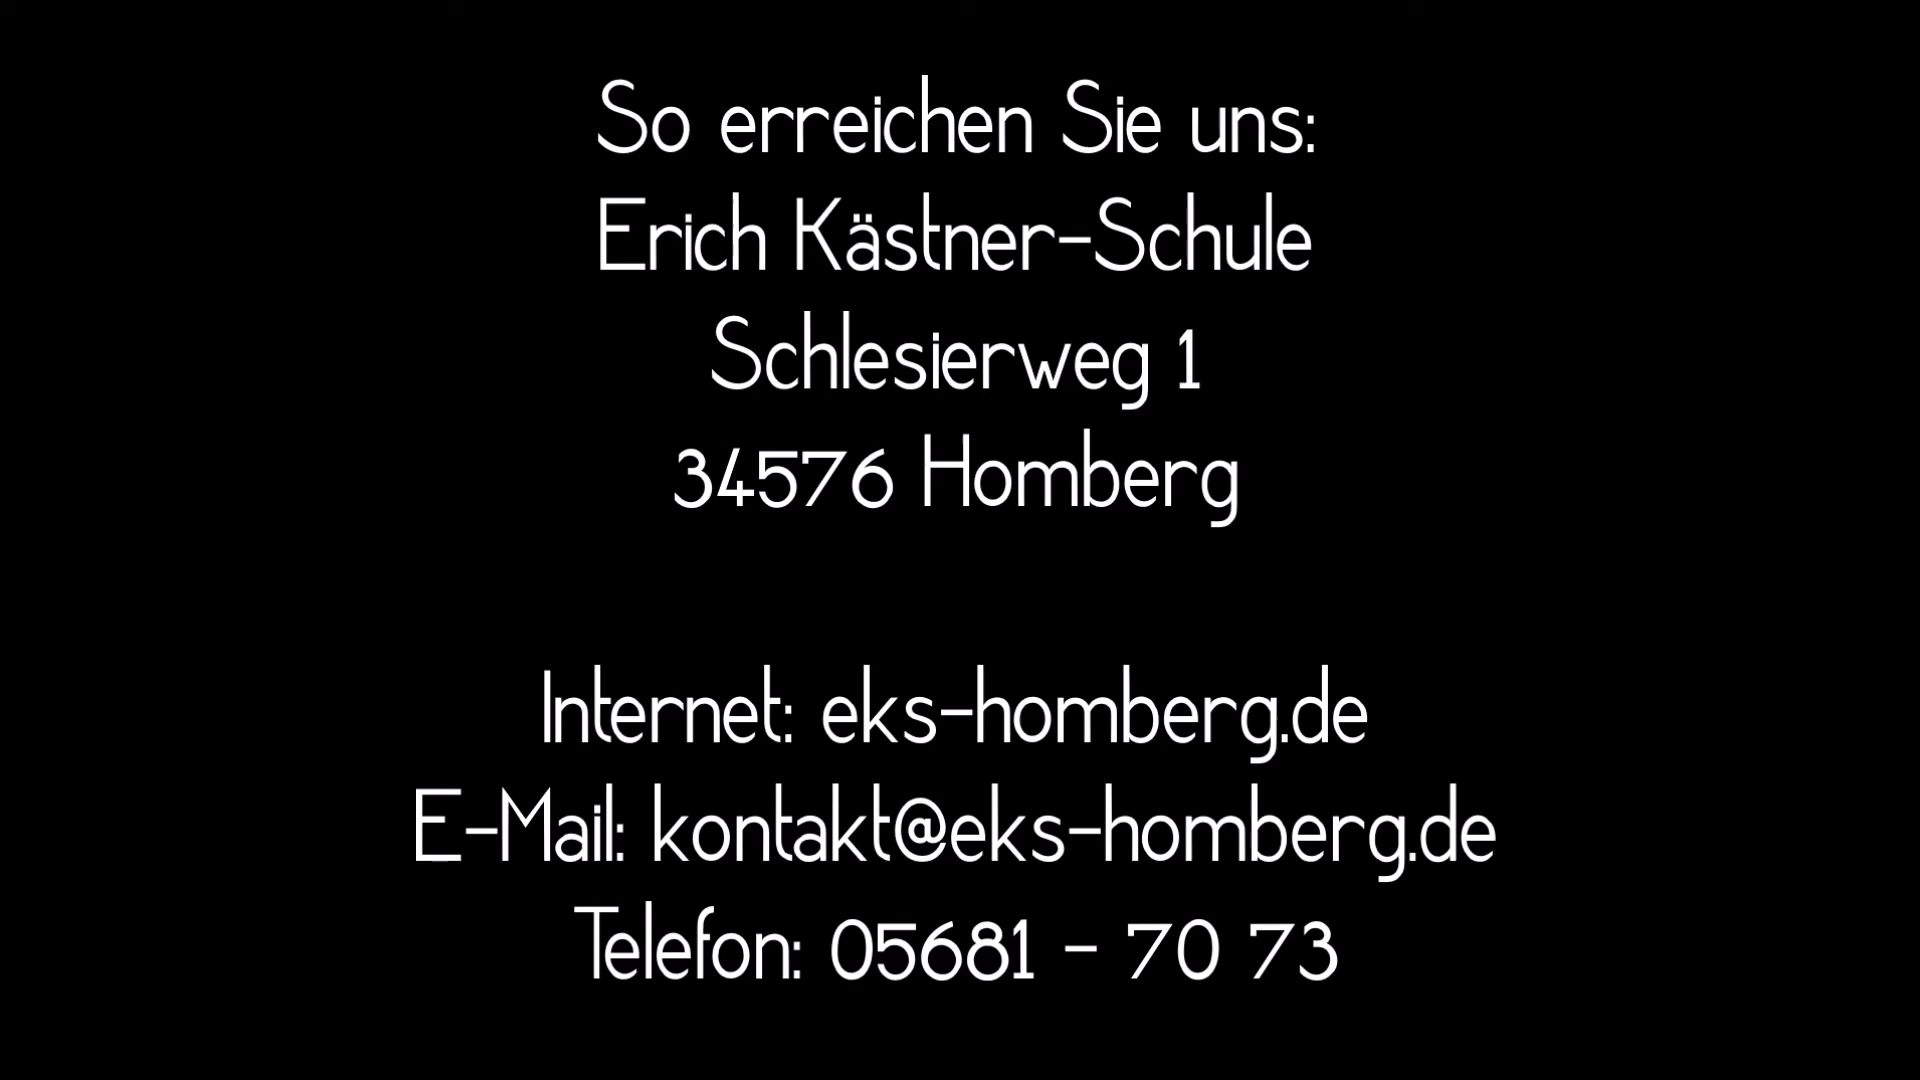 So erreichen Sie uns:
Erich Kästner-Schule
Schlesierweg 1
34576 Homberg
Internet: eks-homberg.de
E-Mail: kontakt@eks-homberg.de
Telefon: 05681 - 70 73